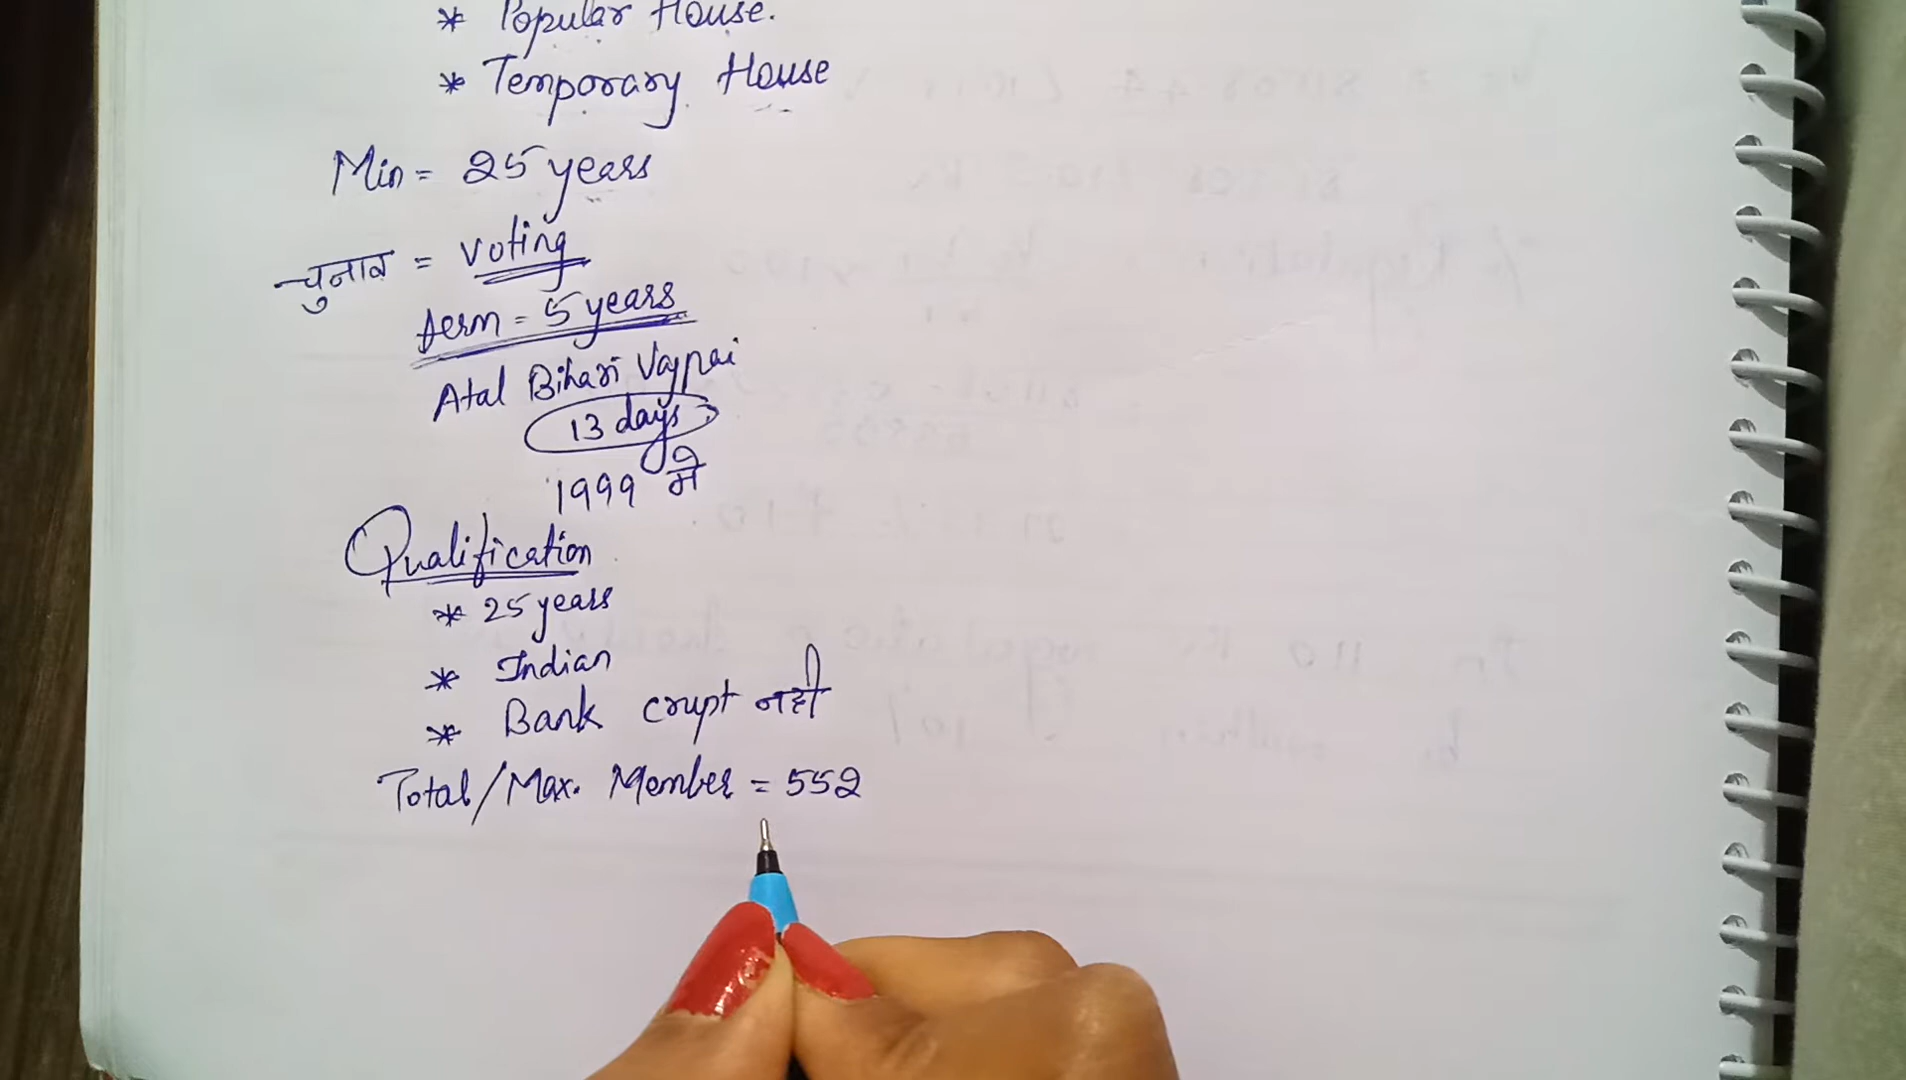 * Popular House.
* Temporary House
Min = 25 years
चुनाव = voting
term = 5 years
Atal Bihari Vajpai
13 days
1999 मे
Qualification
* 25 years
* Indian
* Bank crupt नही
Total/Max. Member = 552